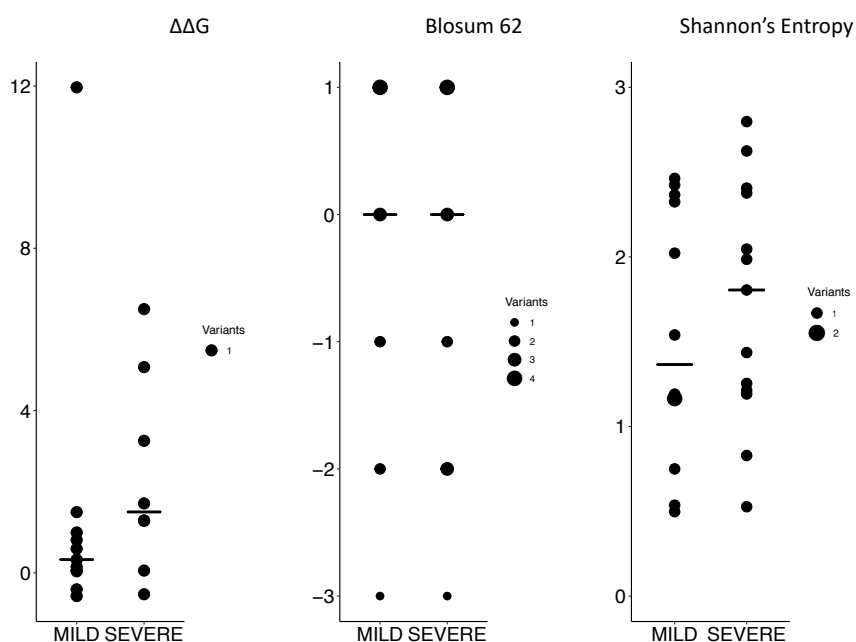 ΔΔG
Blosum 62
Shannon’s Entropy
12
8
4
0
Variants
1
MILD SEVERE
1
0
−1
−2
−3
Variants
1
2
3
4
MILD SEVERE
3
2
1
0
Variants
1
2
MILD SEVERE